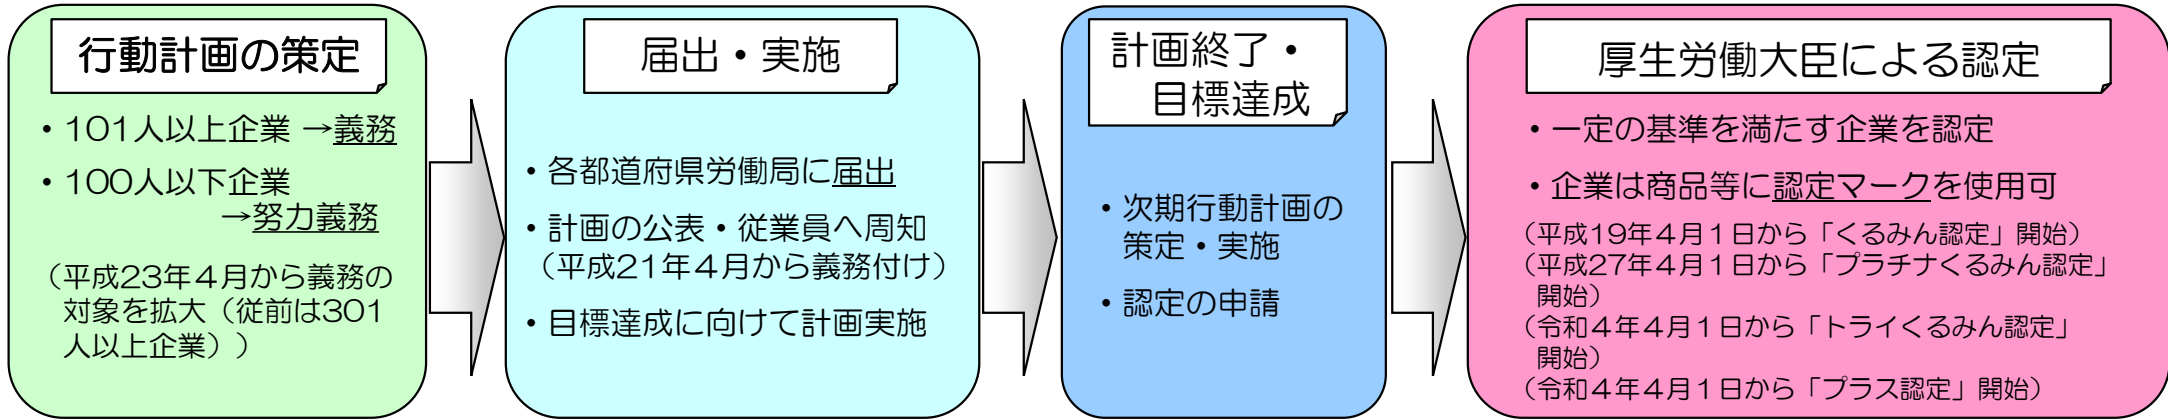 行動計画の策定
・101人以上企業 →義務
・100人以下企業
→努力義務
（平成23年４月から義務の
対象を拡大（従前は301
人以上企業））
届出・実施
・各都道府県労働局に届出
・計画の公表・従業員へ周知
（平成21年４月から義務付け）
・目標達成に向けて計画実施
計画終了・
目標達成
・次期行動計画の
策定・実施
・認定の申請
厚生労働大臣による認定
・一定の基準を満たす企業を認定
・企業は商品等に認定マークを使用可
（平成19年４月１日から「くるみん認定」開始）
（平成27年４月１日から「プラチナくるみん認定」
開始）
（令和４年４月１日から「トライくるみん認定」
開始）
（令和４年４月１日から「プラス認定」開始）